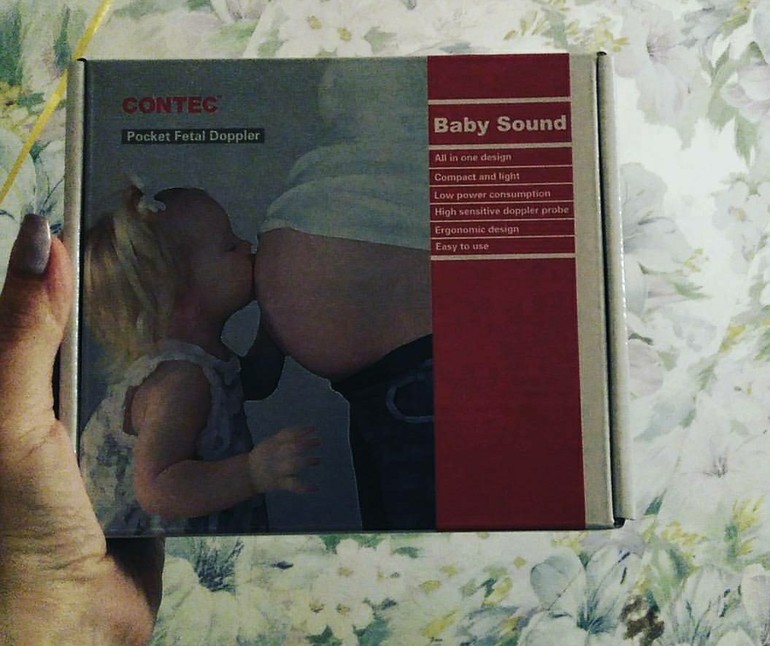 CONTEC
Pocket Fetal Doppler
Baby Sound
All in one design
Compact and light
Low power consumption
High sensitive doppler probe
Ergonomic design
Easy to use